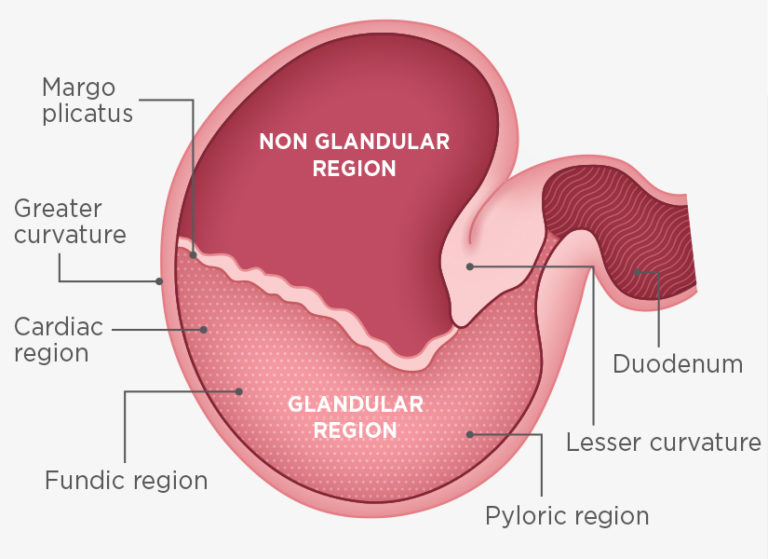 Margo
plicatus
NON GLANDULAR
REGION
Greater
curvature
Cardiac
region
Duodenum
GLANDULAR
REGION
Lesser curvature
Fundic region
Pyloric region